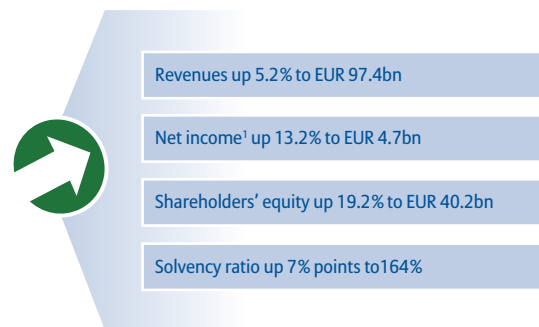 Revenues up 5.2% to EUR 97.4bn
Net income¹ up 13.2% to EUR 4.7bn
Shareholders’ equity up 19.2% to EUR 40.2bn
Solvency ratio up 7% points to164%